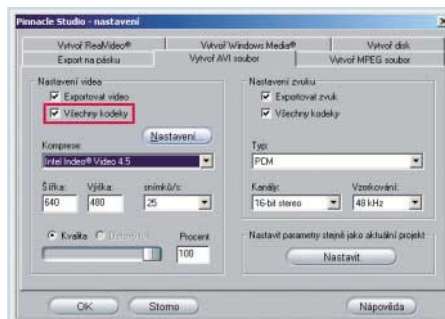 Pinnacle Studio - nastavení
Vytvoř RealVideo® Vytvoř Windows Media® Vytvoř disk
Export na pásku Vytvoř AVI soubor Vytvoř MPEG soubor
Nastavení videa
Exportovat video
Všechny kodeky
Nastavení...
Komprese:
Intel Indeo® Video 4.5
Šířka: Výška: snímků/s:
640 480 25
Kvalita
Procent
100
Nastavení zvuku
Exportovat zvuk
Všechny kodeky
Typ:
PCM
Kanály: Vzorkování:
16-bit stereo 48 kHz
Nastavit parametry stejně jako aktuální projekt
Nastavit
OK Storno Nápověda